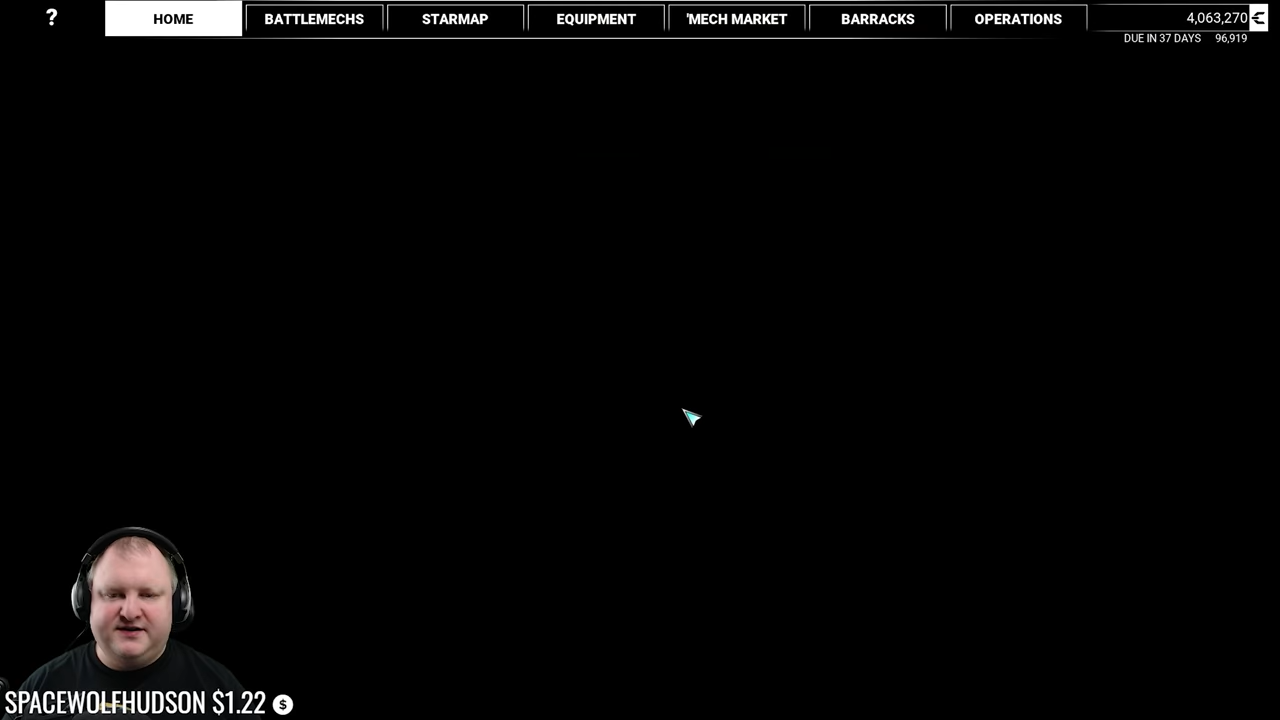 ?
HOME
BATTLEMECHS
STARMAP
EQUIPMENT
'MECH MARKET
BARRACKS
OPERATIONS
4,063,270
DUE IN 37 DAYS 96,919
SPACEWOLFHUDSON $1.22 $